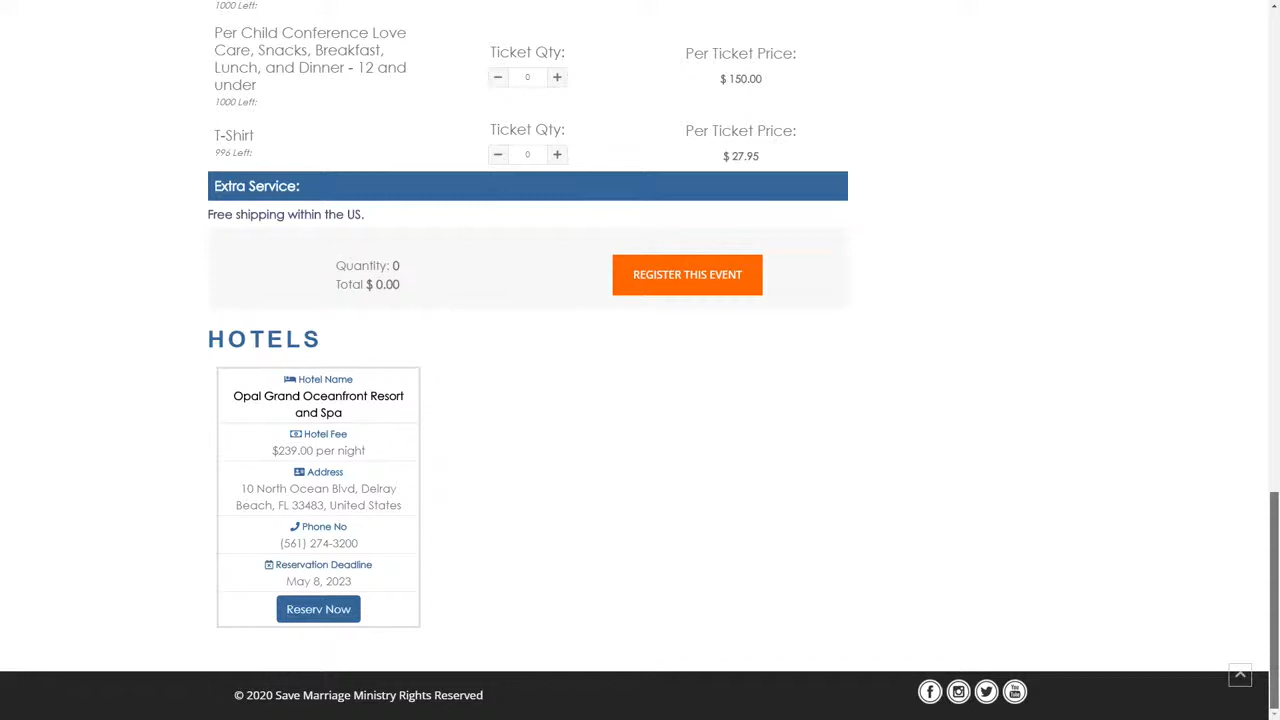 1000 Left:
Per Child Conference Love
Care, Snacks, Breakfast,
Lunch, and Dinner - 12 and
under
1000 Left:
Ticket Qty:
0
Per Ticket Price:
$ 150.00
T-Shirt
996 Left:
Ticket Qty:
0
Per Ticket Price:
$ 27.95
Extra Service:
Free shipping within the US.
Quantity: 0
Total $ 0.00
REGISTER THIS EVENT
HOTELS
Hotel Name
Opal Grand Oceanfront Resort
and Spa
Hotel Fee
$239.00 per night
Address
10 North Ocean Blvd, Delray
Beach, FL 33483, United States
Phone No
(561) 274-3200
Reservation Deadline
May 8, 2023
Reserv Now
© 2020 Save Marriage Ministry Rights Reserved
You
Tube